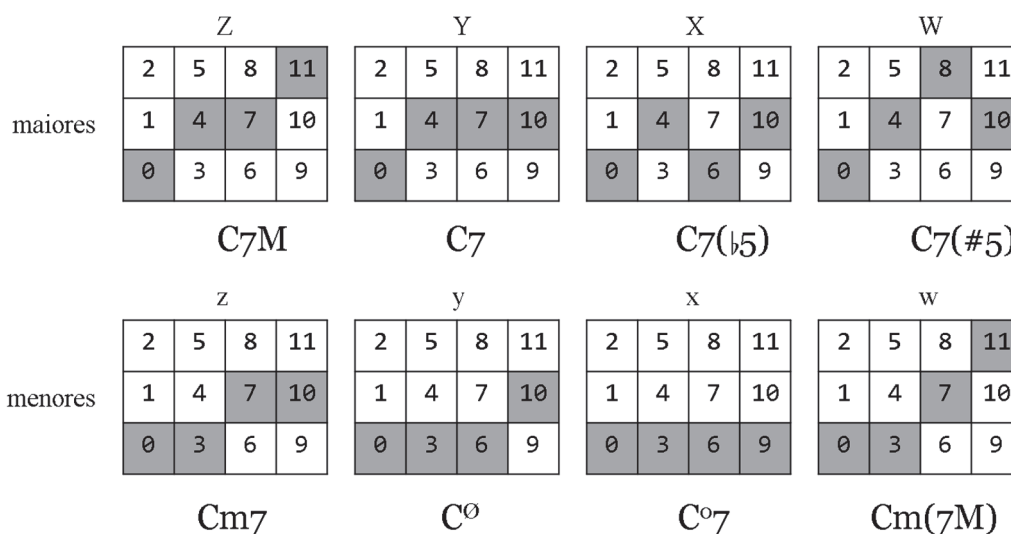 Z Y X W
2 5 8 11 2 5 8 11 2 5 8 11 2 5 8 11
maiores 1 4 7 10 1 4 7 10 1 4 7 10 1 4 7 10
0 3 6 9 0 3 6 9 0 3 6 9 0 3 6 9
C7M C7 C7(♭5) C7(#5)
z y x w
2 5 8 11 2 5 8 11 2 5 8 11 2 5 8 11
menores 1 4 7 10 1 4 7 10 1 4 7 10 1 4 7 10
0 3 6 9 0 3 6 9 0 3 6 9 0 3 6 9
Cm7 CØ Cº7 Cm(7M)